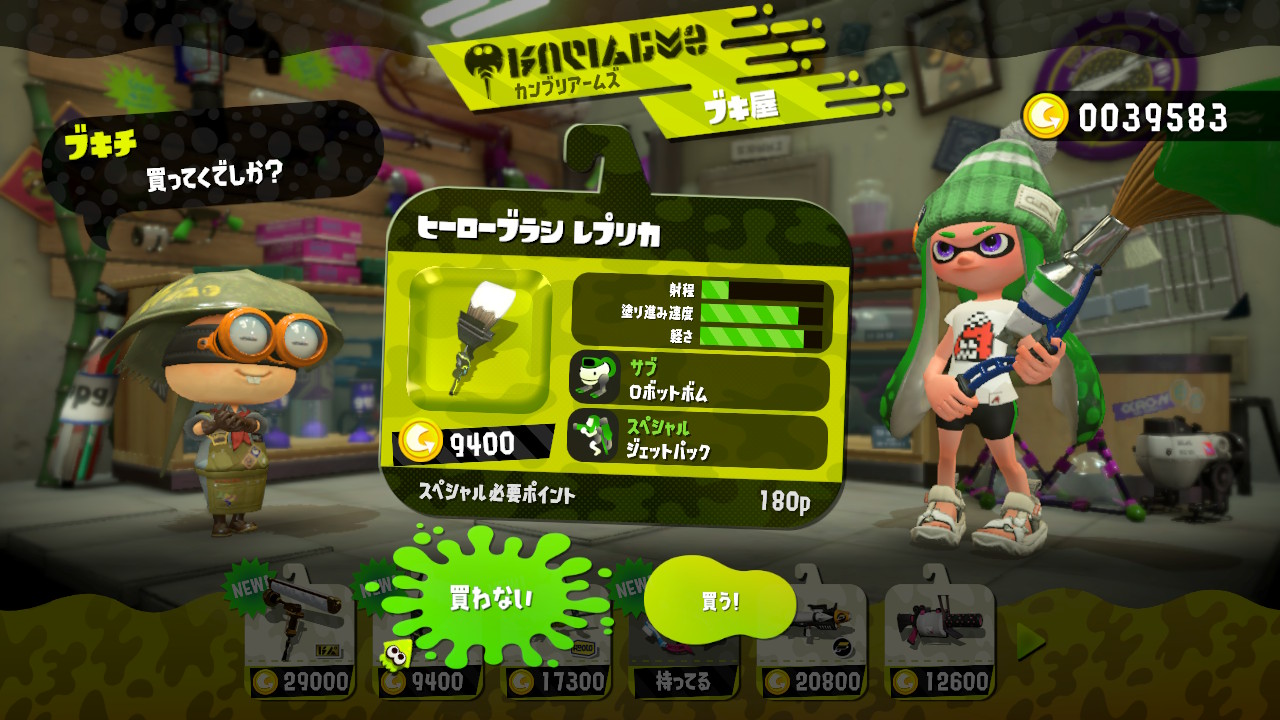 カンブリアームズ
ブキ屋
0039583
ブキチ
買ってくでしか?
ヒーローブラシ レプリカ
射程
塗り進み速度
軽さ
サブ
ロボットボム
スペシャル
ジェットパック
9400
スペシャル必要ポイント
180p
買わない
買う!
NEW!
NEW!
NEW!
29000
9400
17300
持ってる
20800
12600